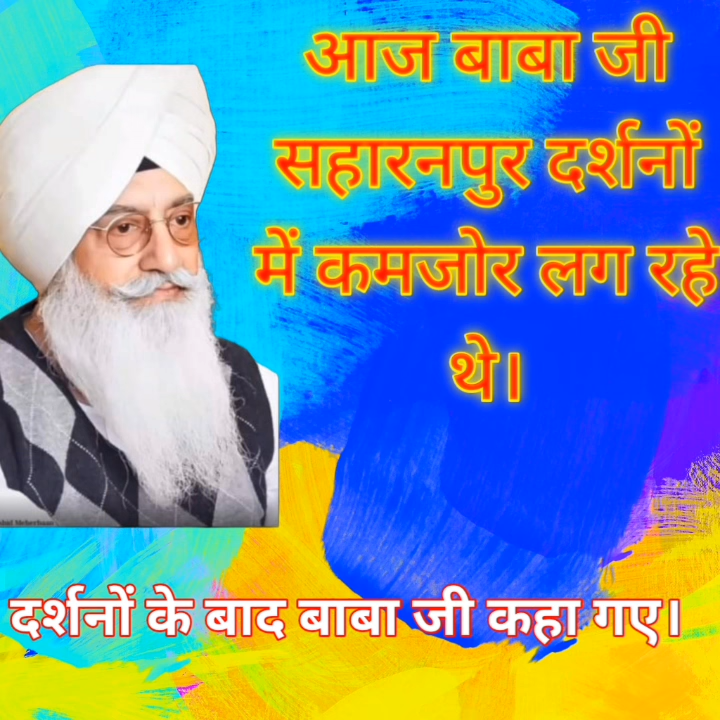 आज बाबा जी
सहारनपुर दर्शनों
में कमजोर लग रहे
थे।
दर्शनों के बाद बाबा जी कहा गए।